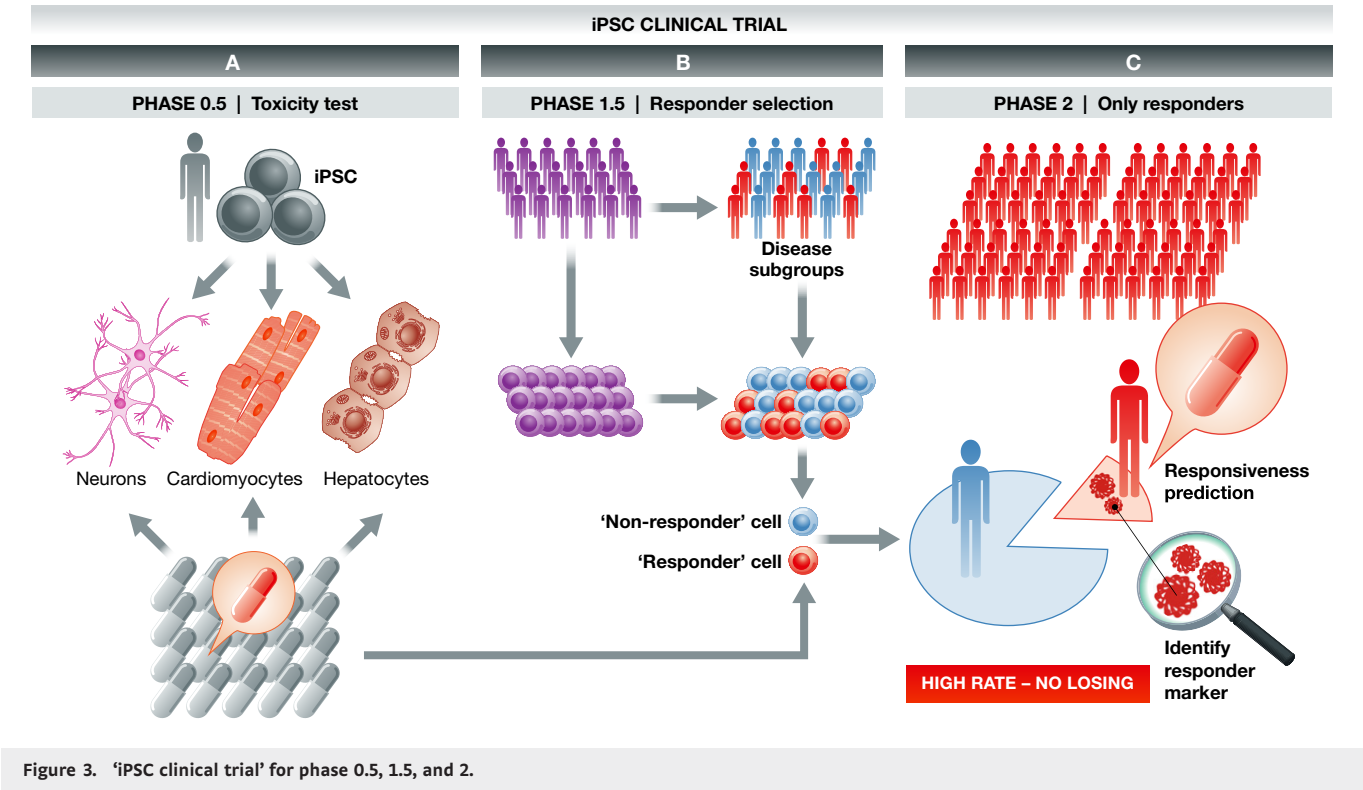 iPSC CLINICAL TRIAL
A
PHASE 0.5 | Toxicity test
iPSC
Neurons
Cardiomyocytes
Hepatocytes
B
PHASE 1.5 | Responder selection
Disease
subgroups
‘Non-responder’ cell
‘Responder’ cell
C
PHASE 2 | Only responders
Responsiveness
prediction
Identify
responder
marker
HIGH RATE – NO LOSING
Figure 3. ‘iPSC clinical trial’ for phase 0.5, 1.5, and 2.